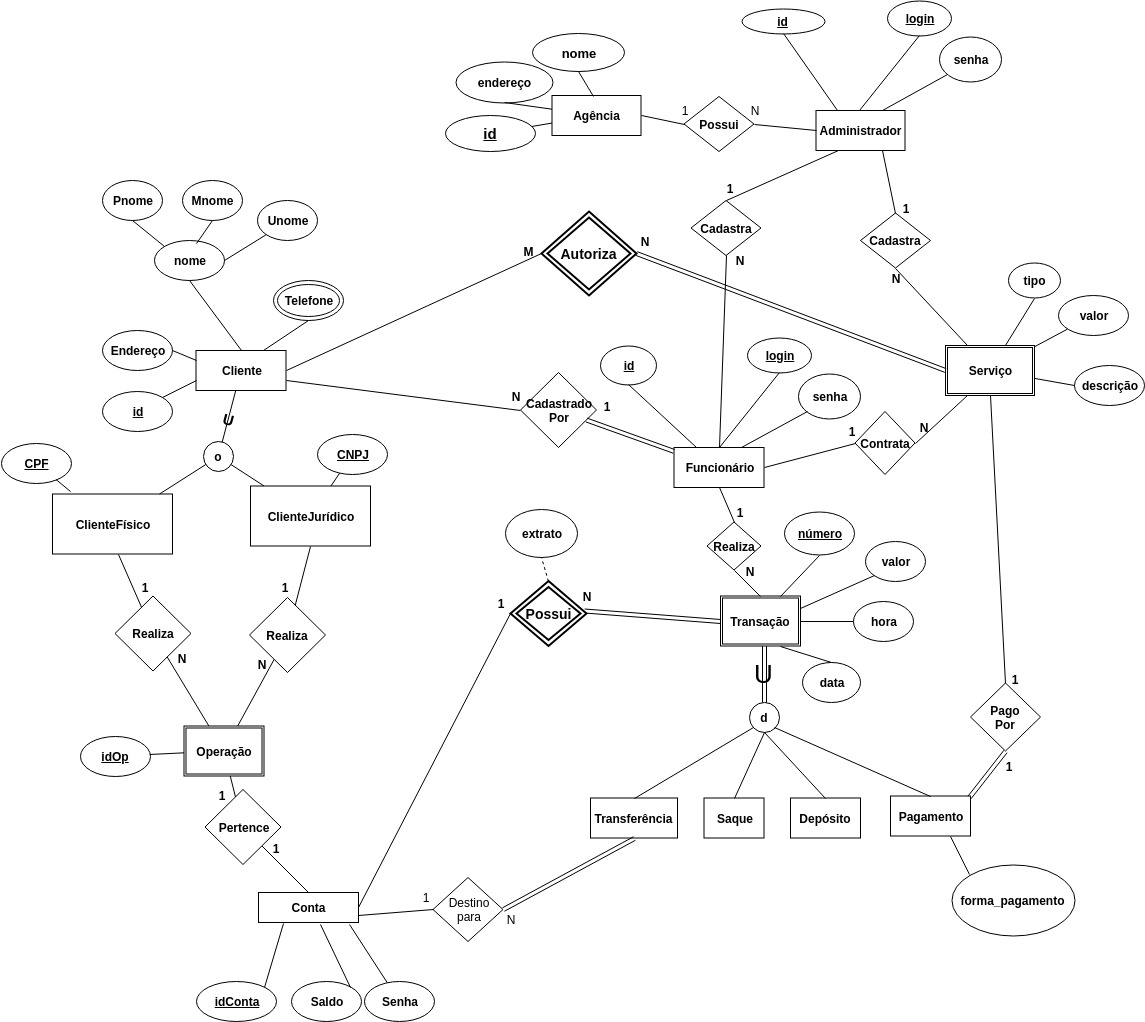 id
login
senha
nome
endereço
id
Agência
1
Possui
N
Administrador
Pnome
Mnome
Unome
nome
Telefone
Endereço
id
Cliente
M
Autoriza
N
1
Cadastra
N
1
Cadastra
N
tipo
valor
descrição
Serviço
N
Cadastrado
Por
1
id
login
senha
Funcionário
1
Contrata
N
U
o
CPF
CNPJ
ClienteFísico
ClienteJurídico
1
Realiza
N
1
Realiza
N
idOp
Operação
1
Pertence
1
extrato
1
Possui
N
1
Realiza
N
número
valor
hora
data
Transação
U
d
1
Pago
Por
1
Transferência
Saque
Depósito
Pagamento
forma_pagamento
Conta
1
Destino
para
N
idConta
Saldo
Senha